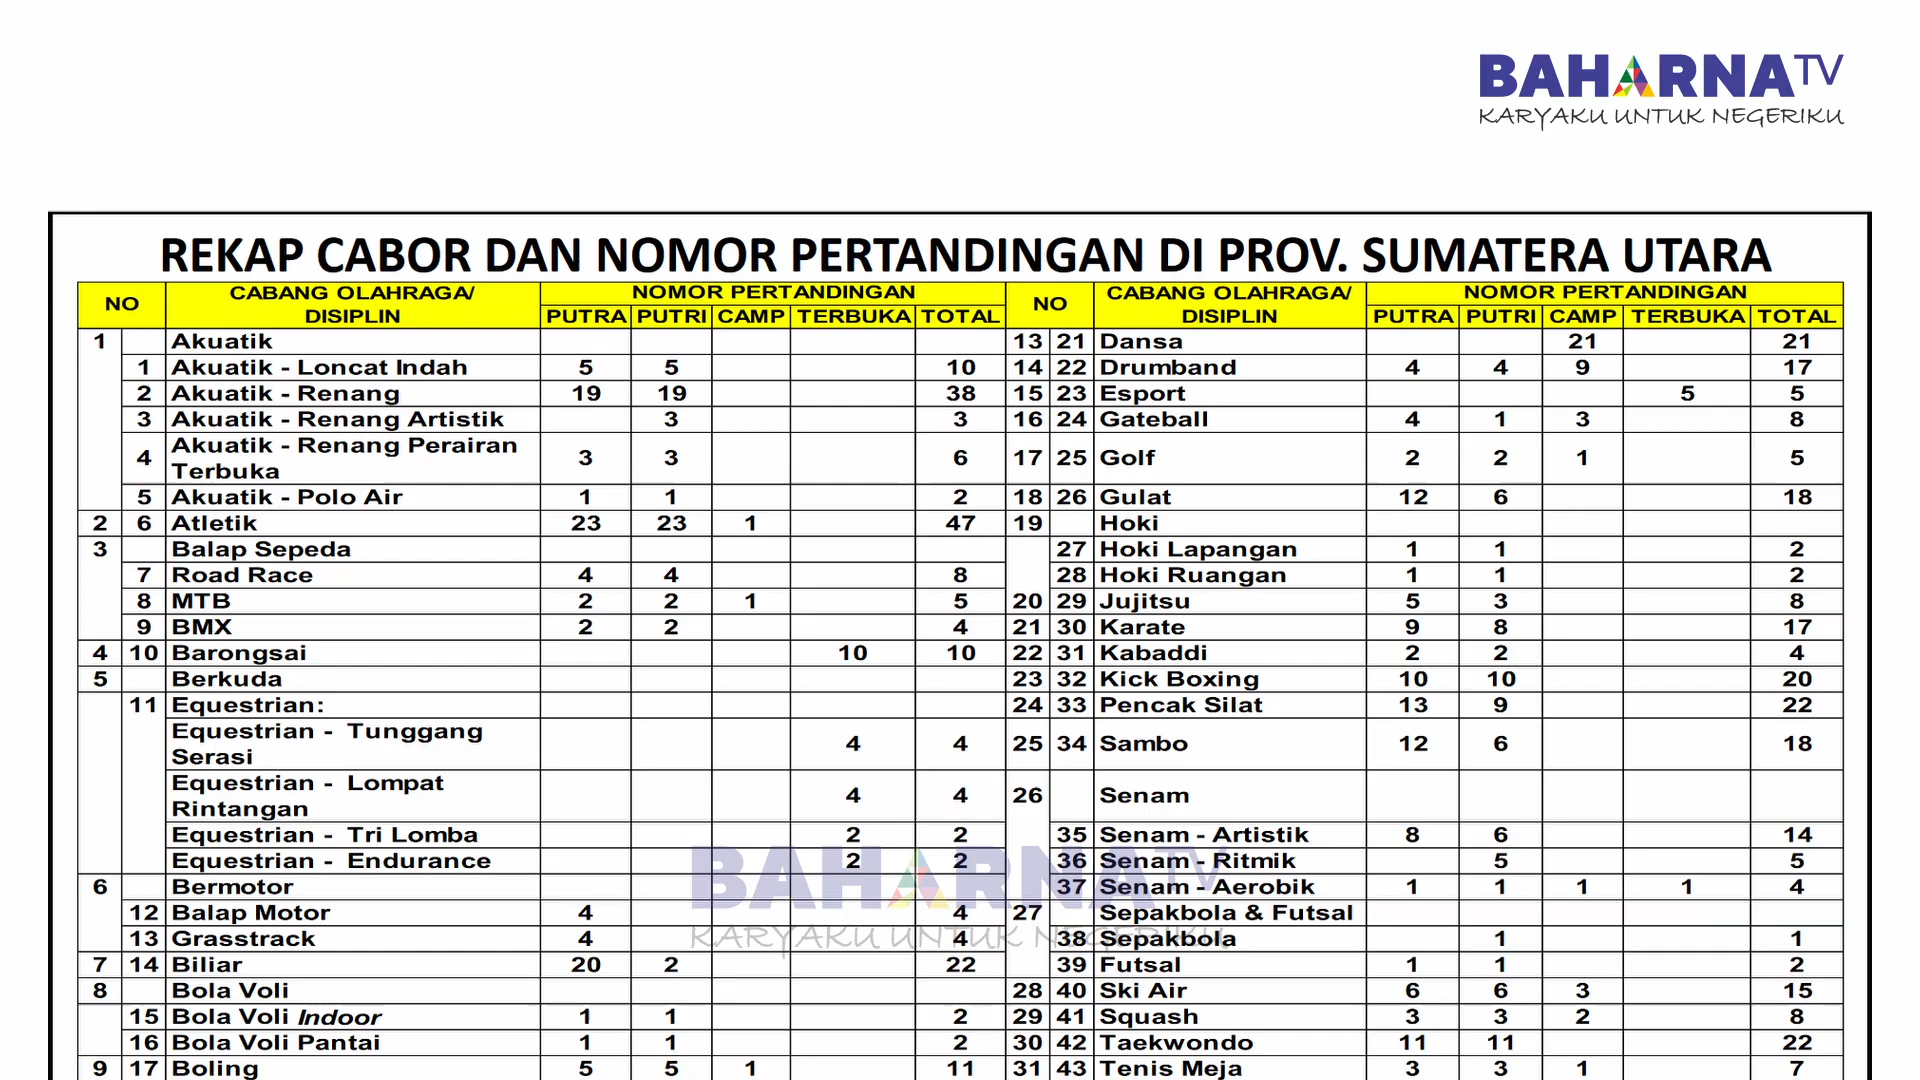 BAHARNATV
KARYAKU UNTUK NEGERIKU
REKAP CABOR DAN NOMOR PERTANDINGAN DI PROV. SUMATERA UTARA
NO CABANG OLAHRAGA/ DISIPLIN NOMOR PERTANDINGAN
PUTRA PUTRI CAMP TERBUKA TOTAL
1 Akuatik
1 Akuatik - Loncat Indah 5 5 10
2 Akuatik - Renang 19 19 38
3 Akuatik - Renang Artistik 3 3
4 Akuatik - Renang Perairan Terbuka 3 3 6
5 Akuatik - Polo Air 1 1 2
2 6 Atletik 23 23 1 47
3 Balap Sepeda
7 Road Race 4 4 8
8 MTB 2 2 1 5
9 BMX 2 2 4
4 10 Barongsai 10 10
5 Berkuda
11 Equestrian:
Equestrian - Tunggang Serasi 4 4
Equestrian - Lompat Rintangan 4 4
Equestrian - Tri Lomba 2 2
Equestrian - Endurance 2 2
6 Bermotor
12 Balap Motor 4 4
13 Grasstrack 4 4
7 14 Biliar 20 2 22
8 Bola Voli
15 Bola Voli Indoor 1 1 2
16 Bola Voli Pantai 1 1 2
9 17 Boling 5 5 1 11
NO CABANG OLAHRAGA/ DISIPLIN NOMOR PERTANDINGAN
PUTRA PUTRI CAMP TERBUKA TOTAL
13 21 Dansa 21 21
14 22 Drumband 4 4 9 17
15 23 Esport 5 5
16 24 Gateball 4 1 3 8
17 25 Golf 2 2 1 5
18 26 Gulat 12 6 18
19 Hoki
27 Hoki Lapangan 1 1 2
28 Hoki Ruangan 1 1 2
20 29 Jujitsu 5 3 8
21 30 Karate 9 8 17
22 31 Kabaddi 2 2 4
23 32 Kick Boxing 10 10 20
24 33 Pencak Silat 13 9 22
25 34 Sambo 12 6 18
26 Senam
35 Senam - Artistik 8 6 14
36 Senam - Ritmik 5 5
37 Senam - Aerobik 1 1 1 1 4
27 Sepakbola & Futsal
38 Sepakbola 1 1
39 Futsal 1 1 2
28 40 Ski Air 6 6 3 15
29 41 Squash 3 3 2 8
30 42 Taekwondo 11 11 22
31 43 Tenis Meja 3 3 1 7
BAHARNATV
KARYAKU UNTUK NEGERIKU